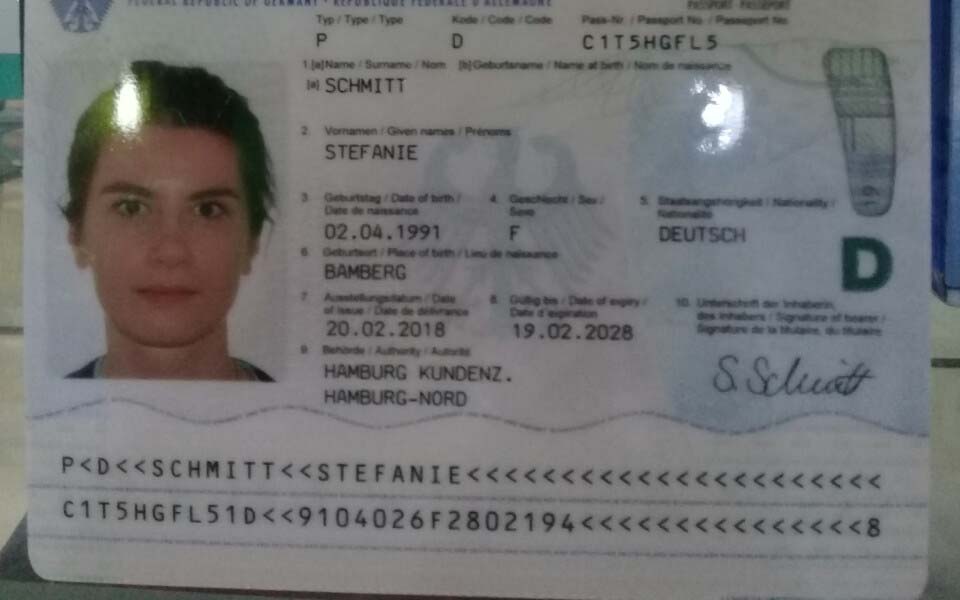 FEDERAL REPUBLIC OF GERMANY · REPUBLIQUE FEDERALE D'ALLEMAGNE
PASSPORT · PASSEPORT
Typ / Type / Type Kode / Code / Code Pass-Nr. / Passport No. / Passeport No
P D C1T5HGFL5
1.[a]Name / Surname / Nom [b]Geburtsname / Name at birth / Nom de naissance
[a] SCHMITT
2. Vornamen / Given names / Prénoms
STEFANIE
3. Geburtstag / Date of birth / Date de naissance
02.04.1991
4. Geschlecht / Sex / Sexe
F
5. Staatsangehörigkeit / Nationality / Nationalité
DEUTSCH
6. Geburtsort / Place of birth / Lieu de naissance
BAMBERG
7. Ausstellungsdatum / Date of issue / Date de délivrance
20.02.2018
8. Gültig bis / Date of expiry / Date d'expiration
19.02.2028
9. Behörde / Authority / Autorité
HAMBURG KUNDENZ.
HAMBURG-NORD
10. Unterschrift der Inhaberin,
des Inhabers / Signature of bearer /
Signature de la titulaire, du titulaire
S. Schmitt
D
P<D<<SCHMITT<<STEFANIE<<<<<<<<<<<<<<<<<<<<<<
C1T5HGFL51D<<9104026F2802194<<<<<<<<<<<<<<<8